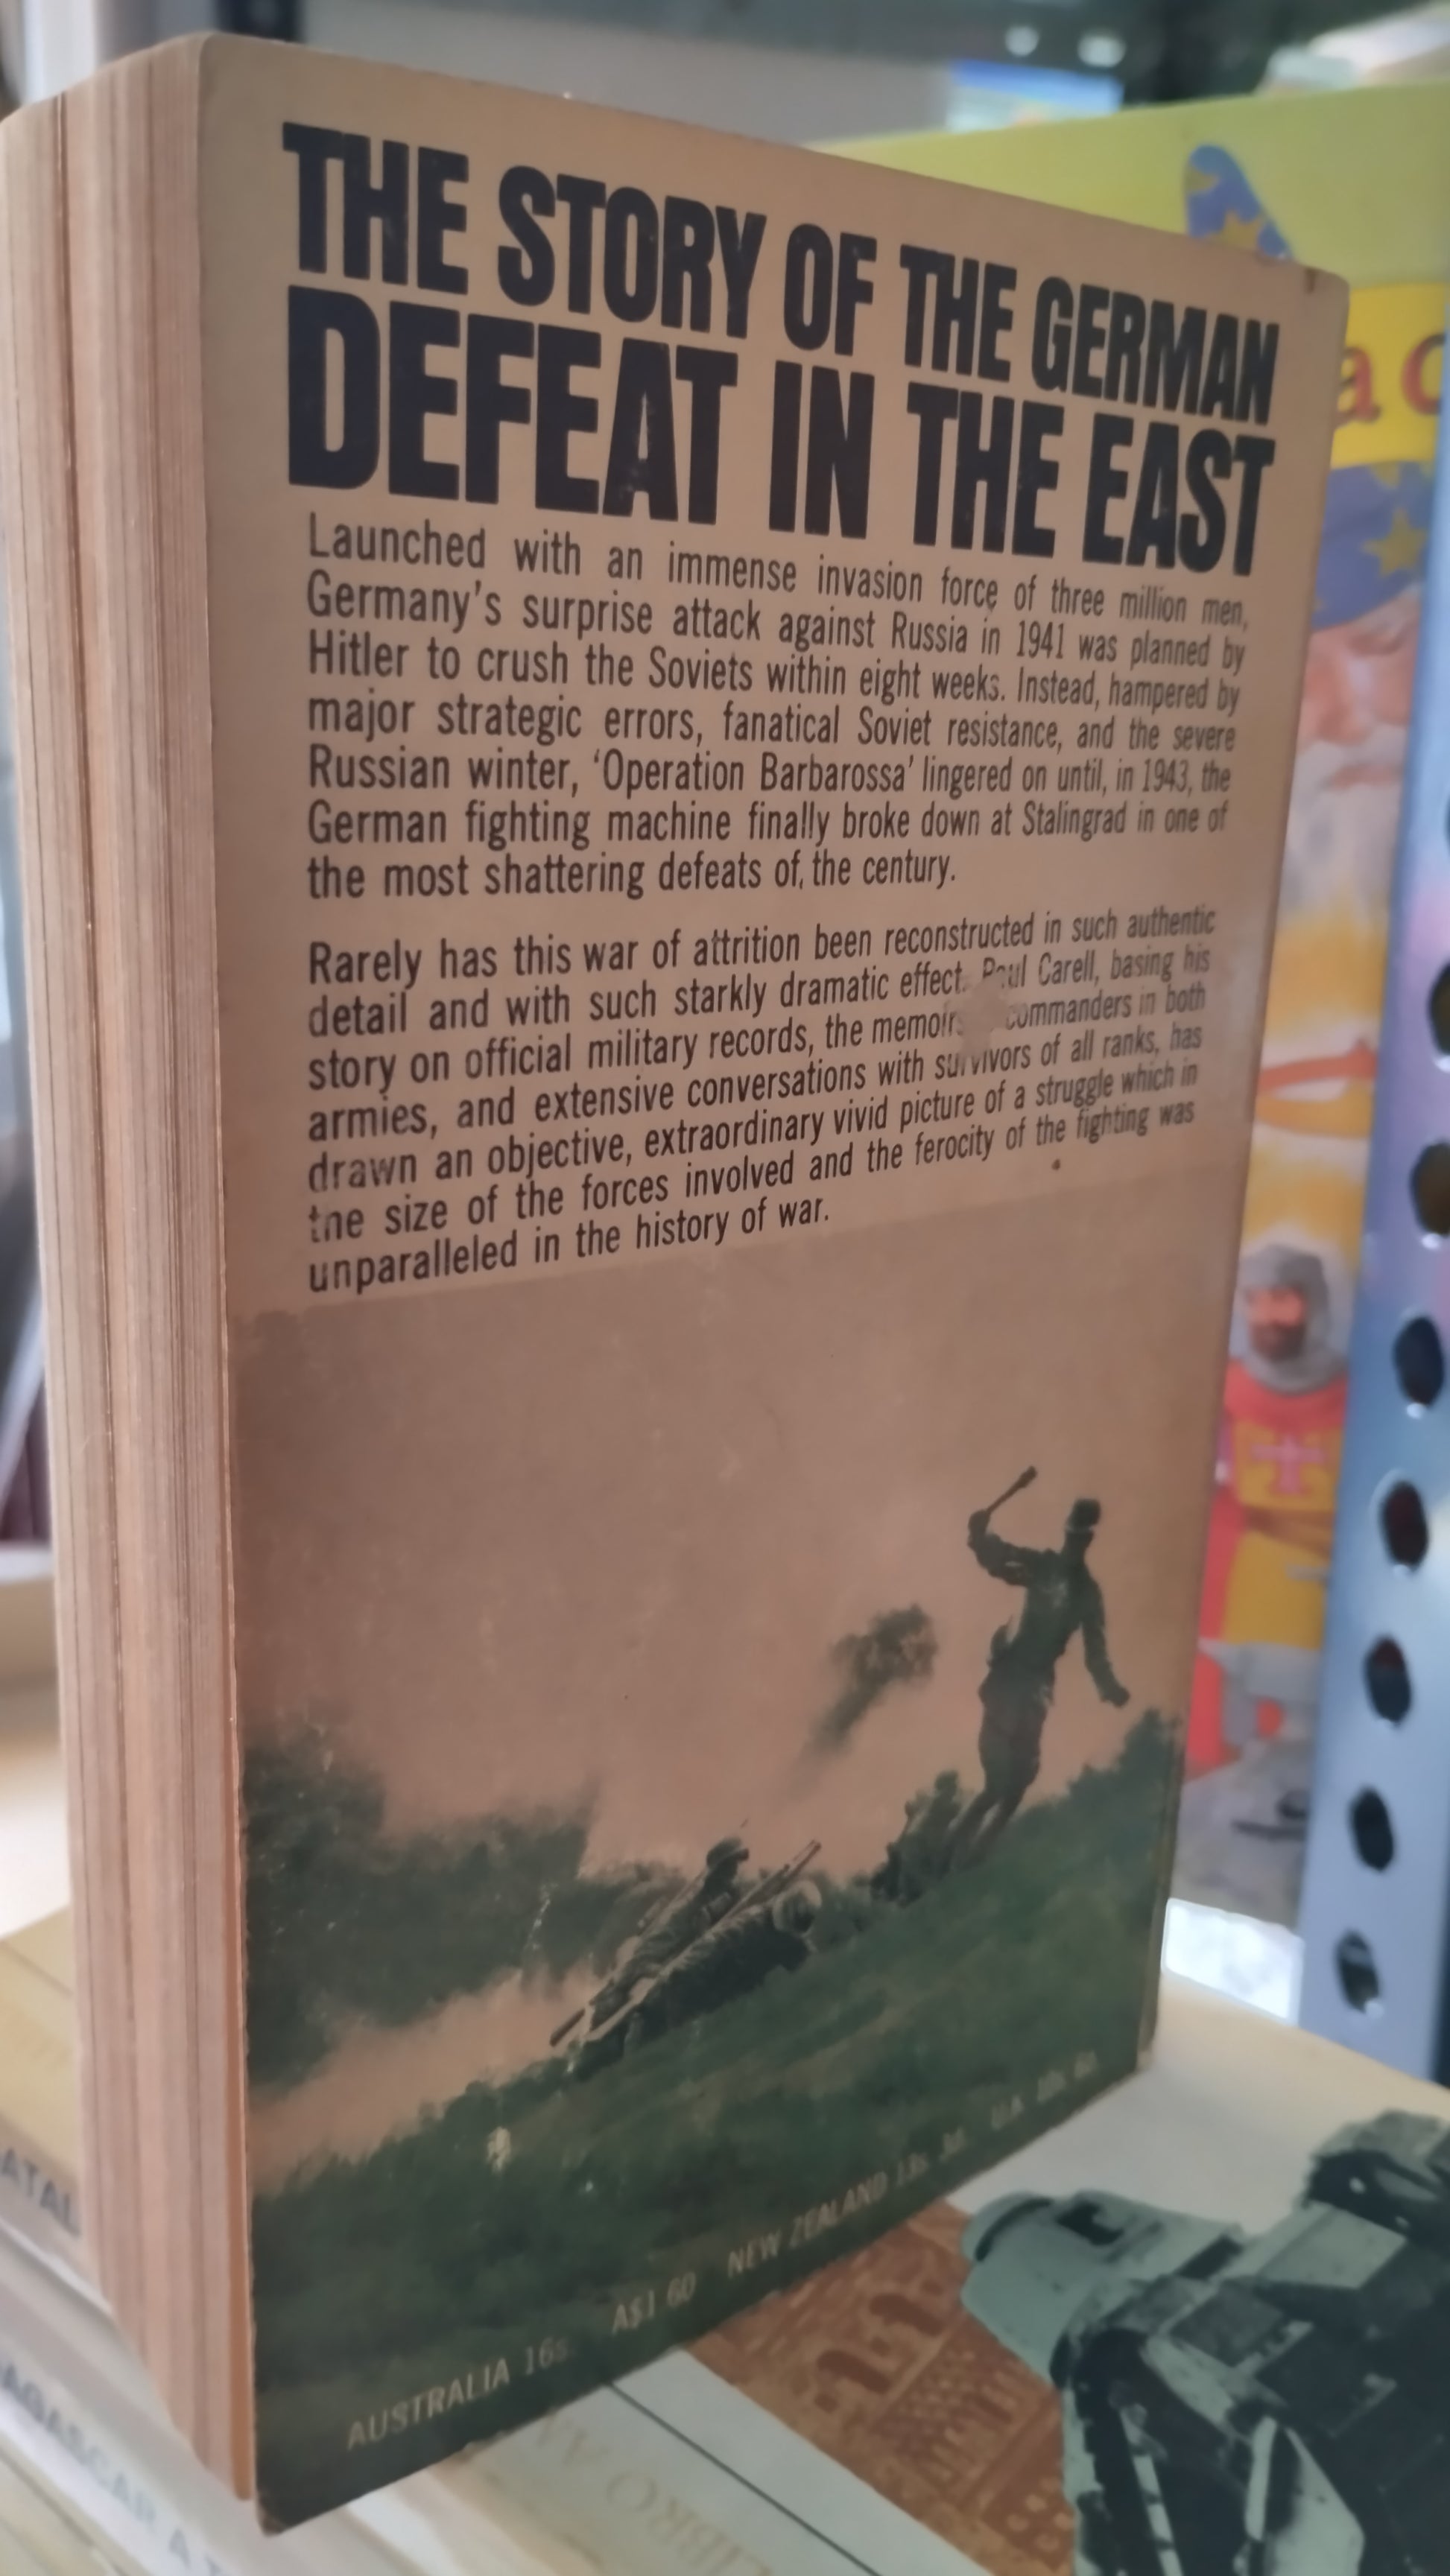 THE STORY OF THE GERMAN
DEFEAT IN THE EAST
Launched with an immense invasion force of three million men,
Germany's surprise attack against Russia in 1941 was planned by
Hitler to crush the Soviets within eight weeks. Instead, hampered by
major strategic errors, fanatical Soviet resistance, and the severe
Russian winter, 'Operation Barbarossa' lingered on until, in 1943, the
German fighting machine finally broke down at Stalingrad in one of
the most shattering defeats of the century.
Rarely has this war of attrition been reconstructed in such authentic
detail and with such starkly dramatic effect. Paul Carell, basing his
story on official military records, the memoirs commanders in both
armies, and extensive conversations with survivors of all ranks, has
drawn an objective, extraordinary vivid picture of a struggle which in
the size of the forces involved and the ferocity of the fighting was
unparalleled in the history of war.
AUSTRALIA 16s. A$1.60 NEW ZEALAND 13s.